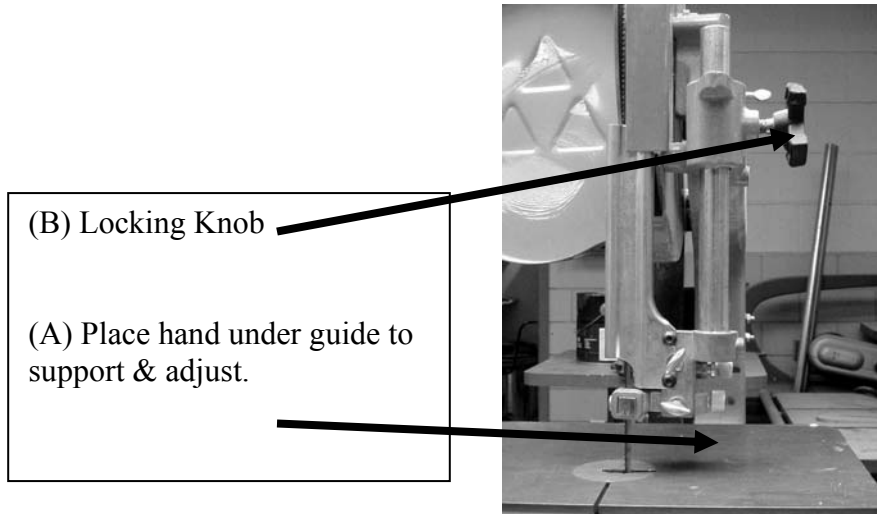 (B) Locking Knob
(A) Place hand under guide to
support & adjust.